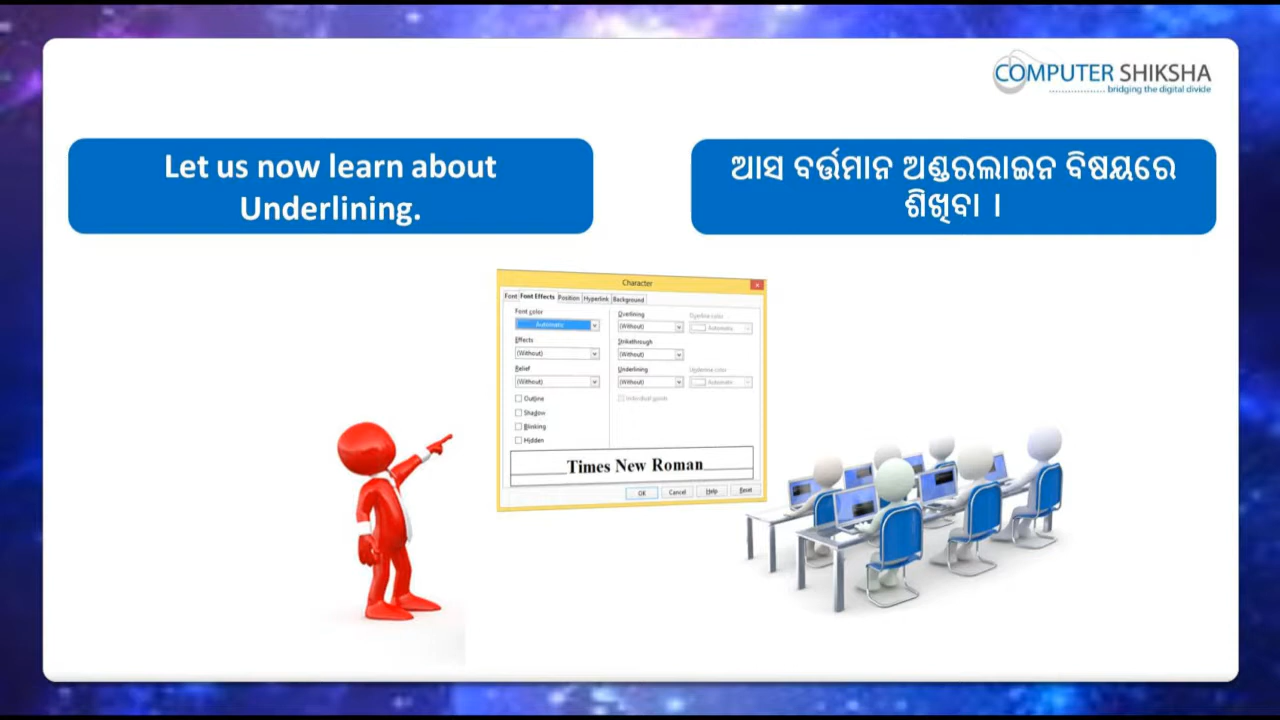 COMPUTER SHIKSHA
bridging the digital divide
Let us now learn about
Underlining.
ଆସ ବର୍ତ୍ତମାନ ଅଣ୍ଡରଲାଇନ ବିଷୟରେ
ଶିଖିବା ।
Character
Font Font Effects Position Hyperlink Background
Font color
Automatic
Overlining
(Without)
Overline color
Automatic
Effects
(Without)
Strikethrough
(Without)
Relief
(Without)
Underlining
(Without)
Underline color
Automatic
Outline
Individual words
Shadow
Blinking
Hidden
Times New Roman
OK Cancel Help Reset